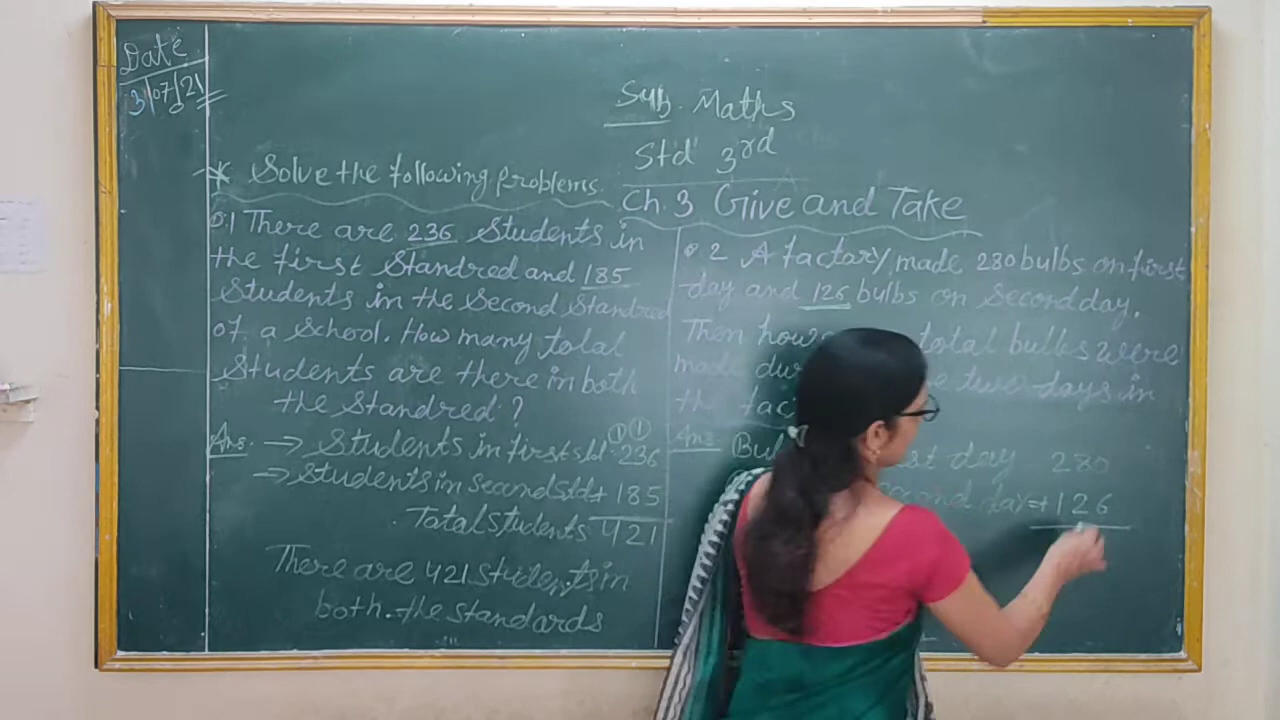 Date
31/07/21
Sub. Maths
Std 3rd
Ch. 3 Give and Take
* Solve the following problems.
Q.1 There are 236 Students in
the first Standred and 185
Students in the Second Standred
of a School. How many total
Students are there in both
the Standred ?
Ans. → Students in first std. 236
→ Students in Second Std + 185
Total Students 421
There are 421 students in
both the standards
Q. 2 A factory made 280 bulbs on first
day and 126 bulbs on Second day.
Then how total bulbs were
made two days in
the
Ans. day 280
Second day = + 126